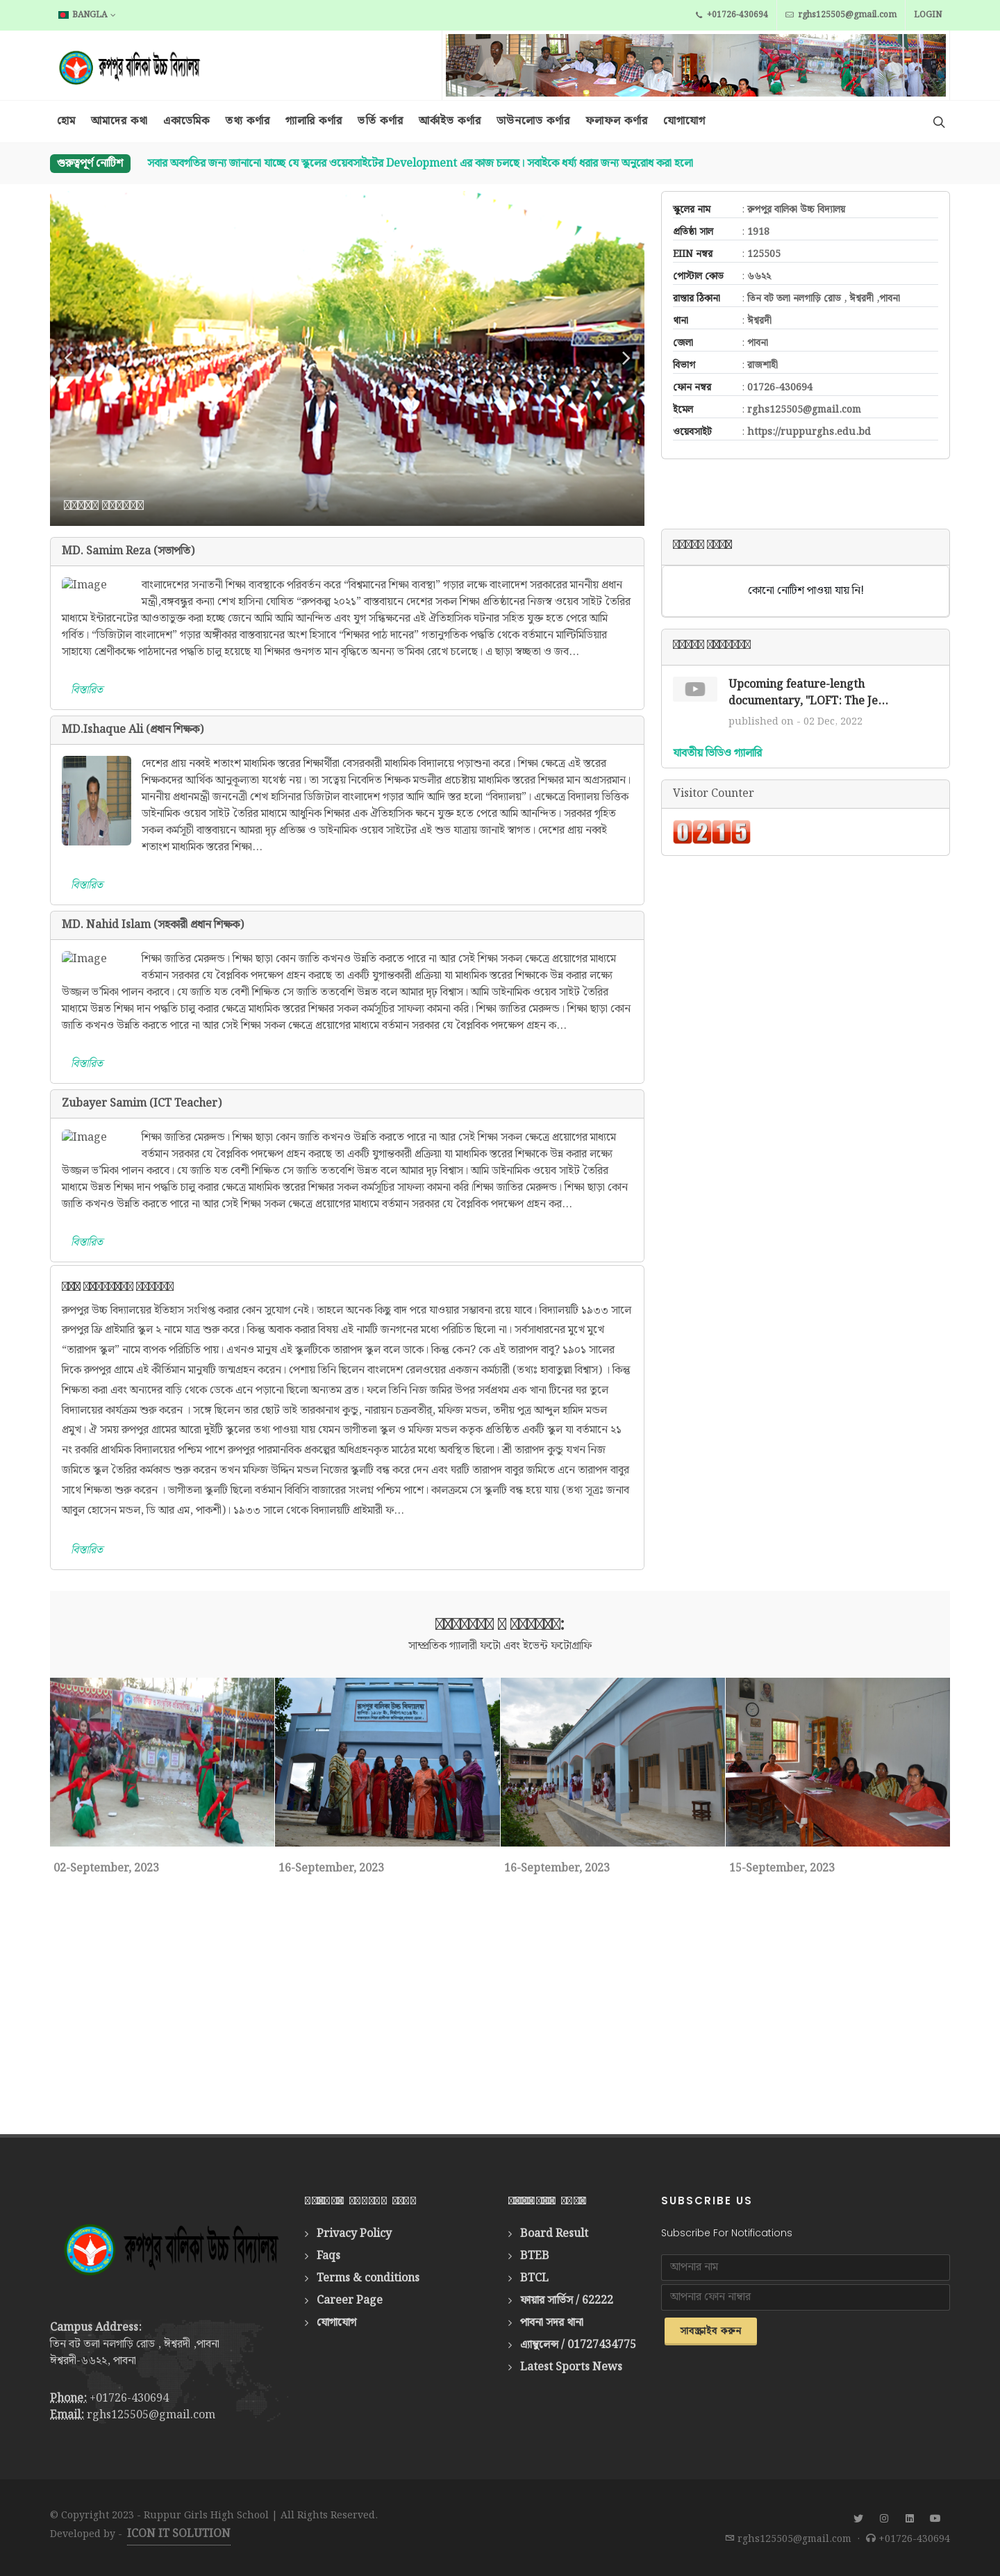 BANGLA
+01726-430694
rghs125505@gmail.com
LOGIN
রুপপুর বালিকা উচ্চ বিদ্যালয়
হোম আমাদের কথা একাডেমিক তথ্য কর্ণার গ্যালারি কর্ণার ভর্তি কর্ণার আর্কাইভ কর্ণার ডাউনলোড কর্ণার ফলাফল কর্ণার যোগাযোগ
গুরুত্বপূর্ণ নোটিশ
সবার অবগতির জন্য জানানো যাচ্ছে যে স্কুলের ওয়েবসাইটের Development এর কাজ চলছে। সবাইকে ধর্য্য ধরার জন্য অনুরোধ করা হলো
স্কুলের নাম : রুপপুর বালিকা উচ্চ বিদ্যালয়
প্রতিষ্ঠা সাল : 1918
EIIN নম্বর : 125505
পোস্টাল কোড : ৬৬২২
রাস্তার ঠিকানা : তিন বট তলা নলগাড়ি রোড , ঈশ্বরদী ,পাবনা
থানা : ঈশ্বরদী
জেলা : পাবনা
বিভাগ : রাজশাহী
ফোন নম্বর : 01726-430694
ইমেল : rghs125505@gmail.com
ওয়েবসাইট : https://ruppurghs.edu.bd
কোনো নোটিশ পাওয়া যায় নি!
Upcoming feature-length
documentary, "LOFT: The Je...
published on - 02 Dec, 2022
যাবতীয় ভিডিও গ্যালারি
Visitor Counter
0215
MD. Samim Reza (সভাপতি)
Image
বাংলাদেশের সনাতনী শিক্ষা ব্যবস্থাকে পরিবর্তন করে “বিশ্বমানের শিক্ষা ব্যবস্থা” গড়ার লক্ষে বাংলাদেশ সরকারের মাননীয় প্রধান
মন্ত্রী,বঙ্গবন্ধুর কন্যা শেখ হাসিনা ঘোষিত “রুপকল্প ২০২১” বাস্তবায়নে দেশের সকল শিক্ষা প্রতিষ্ঠানের নিজস্ব ওয়েব সাইট তৈরির
মাধ্যমে ইন্টারনেটের আওতাভুক্ত করা হচ্ছে জেনে আমি আমি আনন্দিত এবং যুগ সন্ধিক্ষনের এই ঐতিহাসিক ঘটনার সহিত যুক্ত হতে পেরে আমি
গর্বিত। “ডিজিটাল বাংলাদেশ” গড়ার অঙ্গীকার বাস্তবায়নের অংশ হিসাবে “শিক্ষার পাঠ দানের” গতানুগতিক পদ্ধতি থেকে বর্তমানে মাল্টিমিডিয়ার
সাহায্যে শ্রেণীকক্ষে পাঠদানের পদ্ধতি চালু হয়েছে যা শিক্ষার গুনগত মান বৃদ্ধিতে অনন্য ভ‚মিকা রেখে চলেছে। এ ছাড়া স্বচ্ছতা ও জব...
বিস্তারিত
MD.Ishaque Ali (প্রধান শিক্ষক)
দেশের প্রায় নব্বই শতাংশ মাধ্যমিক স্তরের শিক্ষার্থীরা বেসরকারী মাধ্যমিক বিদ্যালয়ে পড়াশুনা করে। শিক্ষা ক্ষেত্রে এই স্তরের
শিক্ষকদের আর্থিক আনুকূল্যতা যথেষ্ঠ নয়। তা সত্বেয় নিবেদিত শিক্ষক মন্ডলীর প্রচেষ্টায় মাধ্যমিক স্তরের শিক্ষার মান অগ্রসরমান।
মাননীয় প্রধানমন্ত্রী জননেত্রী শেখ হাসিনার ডিজিটাল বাংলাদেশ গড়ার আদি আদি স্তর হলো “বিদ্যালয়”। এক্ষেত্রে বিদ্যালয় ভিত্তিক
ডাইনামিক ওয়েব সাইট তৈরির মাধ্যমে আধুনিক শিক্ষার এক ঐতিহাসিক ক্ষনে যুক্ত হতে পেরে আমি আনন্দিত। সরকার গৃহিত
সকল কর্মসূচী বাস্তবায়নে আমরা দৃঢ় প্রতিজ্ঞ ও ডাইনামিক ওয়েব সাইটের এই শুভ যাত্রায় জানাই স্বাগত। দেশের প্রায় নব্বই
শতাংশ মাধ্যমিক স্তরের শিক্ষা...
বিস্তারিত
MD. Nahid Islam (সহকারী প্রধান শিক্ষক)
Image
শিক্ষা জাতির মেরুদন্ড। শিক্ষা ছাড়া কোন জাতি কখনও উন্নতি করতে পারে না আর সেই শিক্ষা সকল ক্ষেত্রে প্রয়োগের মাধ্যমে
বর্তমান সরকার যে বৈপ্লবিক পদক্ষেপ গ্রহন করছে তা একটি যুগান্তকারী প্রক্রিয়া যা মাধ্যমিক স্তরের শিক্ষাকে উন্ন করার লক্ষ্যে
উজ্জল ভ‚মিকা পালন করবে। যে জাতি যত বেশী শিক্ষিত সে জাতি ততবেশি উন্নত বলে আমার দৃঢ় বিশ্বাস। আমি ডাইনামিক ওয়েব সাইট তৈরির
মাধ্যমে উন্নত শিক্ষা দান পদ্ধতি চালু করার ক্ষেত্রে মাধ্যমিক স্তরের শিক্ষার সকল কর্মসূচির সাফল্য কামনা করি। শিক্ষা জাতির মেরুদন্ড। শিক্ষা ছাড়া কোন
জাতি কখনও উন্নতি করতে পারে না আর সেই শিক্ষা সকল ক্ষেত্রে প্রয়োগের মাধ্যমে বর্তমান সরকার যে বৈপ্লবিক পদক্ষেপ গ্রহন ক...
বিস্তারিত
Zubayer Samim (ICT Teacher)
Image
শিক্ষা জাতির মেরুদন্ড। শিক্ষা ছাড়া কোন জাতি কখনও উন্নতি করতে পারে না আর সেই শিক্ষা সকল ক্ষেত্রে প্রয়োগের মাধ্যমে
বর্তমান সরকার যে বৈপ্লবিক পদক্ষেপ গ্রহন করছে তা একটি যুগান্তকারী প্রক্রিয়া যা মাধ্যমিক স্তরের শিক্ষাকে উন্ন করার লক্ষ্যে
উজ্জল ভ‚মিকা পালন করবে। যে জাতি যত বেশী শিক্ষিত সে জাতি ততবেশি উন্নত বলে আমার দৃঢ় বিশ্বাস। আমি ডাইনামিক ওয়েব সাইট তৈরির
মাধ্যমে উন্নত শিক্ষা দান পদ্ধতি চালু করার ক্ষেত্রে মাধ্যমিক স্তরের শিক্ষার সকল কর্মসূচির সাফল্য কামনা করি।শিক্ষা জাতির মেরুদন্ড। শিক্ষা ছাড়া কোন
জাতি কখনও উন্নতি করতে পারে না আর সেই শিক্ষা সকল ক্ষেত্রে প্রয়োগের মাধ্যমে বর্তমান সরকার যে বৈপ্লবিক পদক্ষেপ গ্রহন কর...
বিস্তারিত
রুপপুর উচ্চ বিদ্যালয়ের ইতিহাস সংখিপ্ত করার কোন সুযোগ নেই। তাহলে অনেক কিছু বাদ পরে যাওয়ার সম্ভাবনা রয়ে যাবে। বিদ্যালয়টি ১৯৩৩ সালে
রুপপুর ফ্রি প্রাইমারি স্কুল ২ নামে যাত্র শুরু করে। কিন্তু অবাক করার বিষয় এই নামটি জনগনের মধ্যে পরিচিত ছিলো না। সর্বসাধারনের মুখে মুখে
“তারাপদ স্কুল” নামে ব্যপক পরিচিতি পায়। এখনও মানুষ এই স্কুলটিকে তারাপদ স্কুল বলে ডাকে। কিন্তু কেন? কে এই তারাপদ বাবু? ১৯০১ সালের
দিকে রুপপুর গ্রামে এই কীর্তিমান মানুষটি জন্মগ্রহন করেন। পেশায় তিনি ছিলেন বাংলাদেশ রেলওয়ের একজন কর্মচারী (তথ্যঃ হাবাতুল্লা বিশ্বাস) । কিন্তু
শিক্ষতা করা এবং অন্যদের বাড়ি থেকে ডেকে এনে পড়ানো ছিলো অন্যতম ব্রত। ফলে তিনি নিজ জমির উপর সর্বপ্রথম এক খানা টিনের ঘর তুলে
বিদ্যলয়ের কার্যক্রম শুরু করেন । সঙ্গে ছিলেন তার ছোট ভাই তারকানাথ কুন্ডু, নারায়ন চক্রবর্তীর, মফিজ মন্ডল, তদীয় পুত্র আব্দুল হামিদ মন্ডল
প্রমুখ। ঐ সময় রুপপুর গ্রামের আরো দুইটি স্কুলের তথ্য পাওয়া যায় যেমন ভাগীতলা স্কুল ও মফিজ মন্ডল কতৃক প্রতিষ্ঠিত একটি স্কুল যা বর্তমানে ২১
নং রকারি প্রাথমিক বিদ্যালয়ের পশ্চিম পাশে রুপপুর পারমানবিক প্রকল্পের অধিগ্রহনকৃত মাঠের মধ্যে অবস্থিত ছিলো। শ্রী তারাপদ কুন্ডু যখন নিজ
জমিতে স্কুল তৈরির কর্মকান্ড শুরু করেন তখন মফিজ উদ্দিন মন্ডল নিজের স্কুলটি বন্ধ করে দেন এবং ঘরটি তারাপদ বাবুর জমিতে এনে তারাপদ বাবুর
সাথে শিক্ষতা শুরু করেন । ভাগীতলা স্কুলটি ছিলো বর্তমান বিবিসি বাজারের সংলগ্ন পশ্চিম পাশে। কালক্রমে সে স্কুলটি বন্ধ হয়ে যায় (তথ্য সূত্রঃ জনাব
আবুল হোসেন মন্ডল, ডি আর এম, পাকশী)। ১৯৩৩ সালে থেকে বিদ্যালয়টি প্রাইমারী ফ...
বিস্তারিত
সাম্প্রতিক গ্যালারী ফটো এবং ইভেন্ট ফটোগ্রাফি
রুপপুর বালিকা উচ্চ বিদ্যালয়
02-September, 2023
16-September, 2023
16-September, 2023
15-September, 2023
রুপপুর বালিকা উচ্চ বিদ্যালয়
Campus Address:
তিন বট তলা নলগাড়ি রোড , ঈশ্বরদী ,পাবনা
ঈশ্বরদী-৬৬২২, পাবনা
Phone: +01726-430694
Email: rghs125505@gmail.com
Privacy Policy
Faqs
Terms & conditions
Career Page
যোগাযোগ
Board Result
BTEB
BTCL
ফায়ার সার্ভিস / 62222
পাবনা সদর থানা
এ্যাম্বুলেন্স / 01727434775
Latest Sports News
SUBSCRIBE US
Subscribe For Notifications
আপনার নাম
আপনার ফোন নাম্বার
সাবস্ক্রাইব করুন
© Copyright 2023 - Ruppur Girls High School | All Rights Reserved.
Developed by - ICON IT SOLUTION
rghs125505@gmail.com · +01726-430694